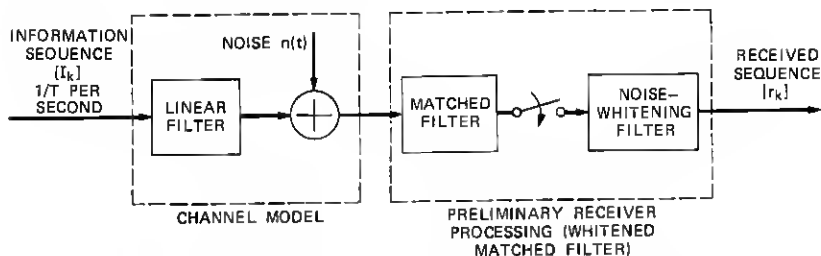 INFORMATION
SEQUENCE
[Ik]
1/T PER
SECOND
NOISE n(t)
LINEAR
FILTER
CHANNEL MODEL
MATCHED
FILTER
NOISE–
WHITENING
FILTER
PRELIMINARY RECEIVER
PROCESSING (WHITENED
MATCHED FILTER)
RECEIVED
SEQUENCE
[rk]